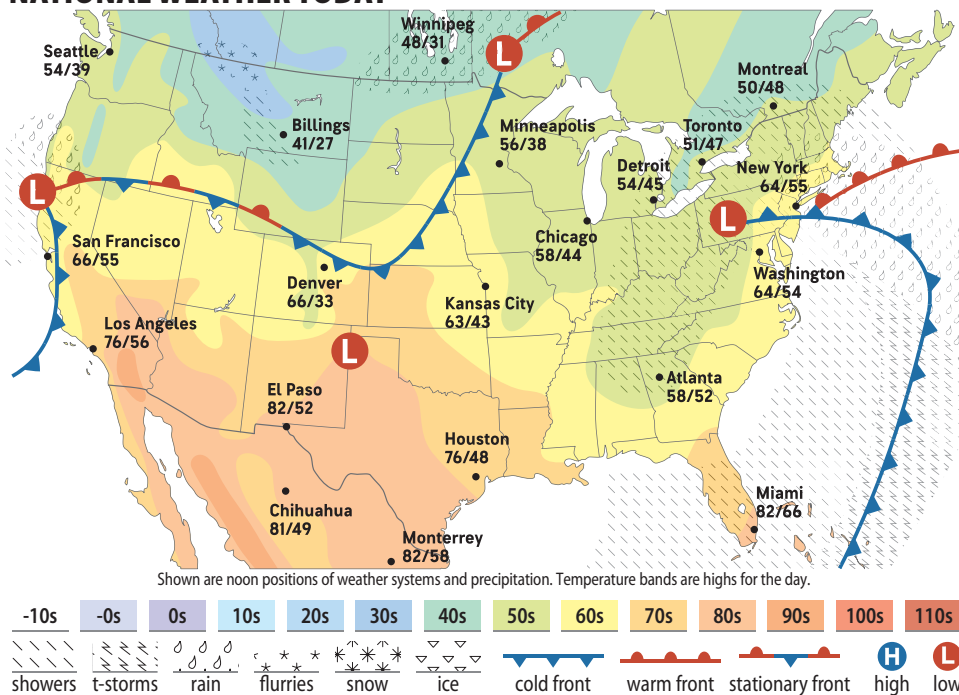 NATIONAL WEATHER TODAY
Winnipeg
48/31
Seattle
54/39
L
Montreal
50/48
Billings
41/27
Minneapolis
56/38
Toronto
51/47
Detroit
54/45
New York
64/55
L
L
San Francisco
66/55
Chicago
58/44
Washington
64/54
Denver
66/33
Kansas City
63/43
Los Angeles
76/56
L
El Paso
82/52
Atlanta
58/52
Houston
76/48
Chihuahua
81/49
Miami
82/66
Monterrey
82/58
Shown are noon positions of weather systems and precipitation. Temperature bands are highs for the day.
-10s -0s 0s 10s 20s 30s 40s 50s 60s 70s 80s 90s 100s 110s
H L
showers t-storms rain flurries snow ice cold front warm front stationary front high low